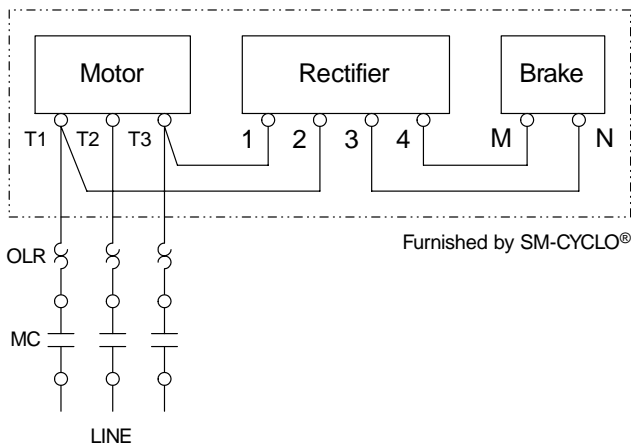 Motor
Rectifier
Brake
T1 T2 T3 1 2 3 4 M N
Furnished by SM-CYCLO®
OLR
MC
LINE